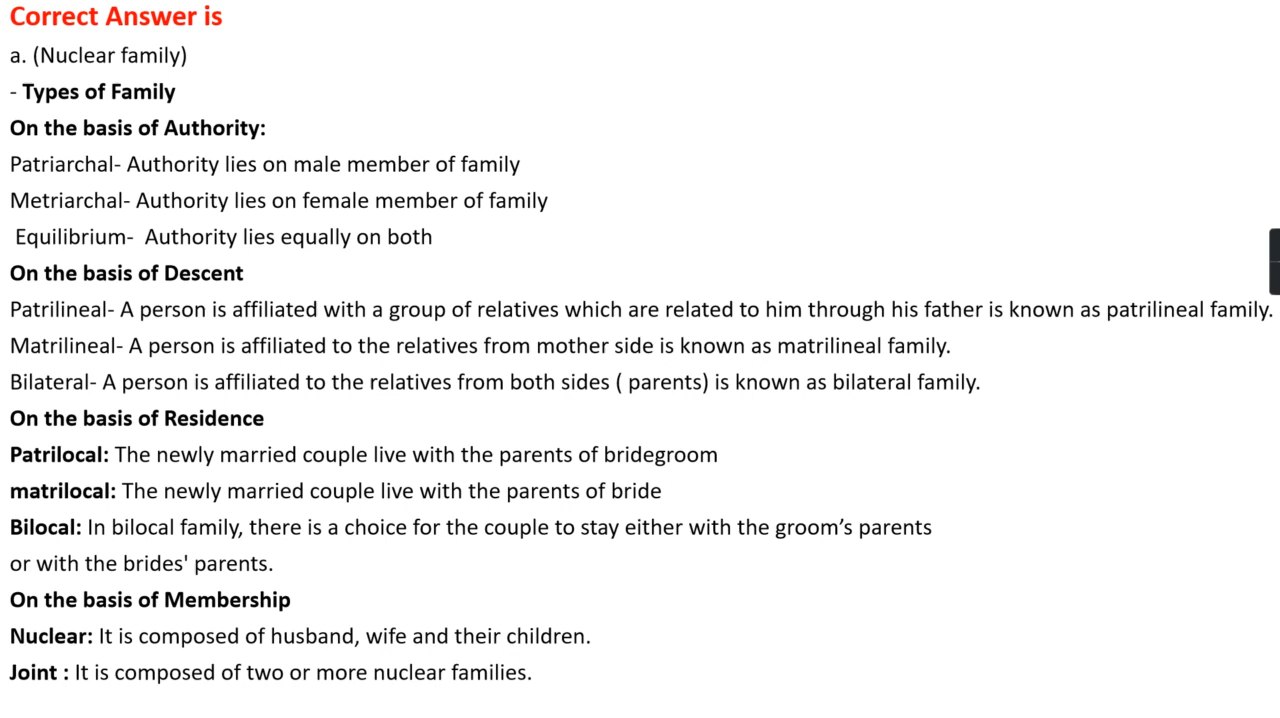 Correct Answer is
a. (Nuclear family)
- Types of Family
On the basis of Authority:
Patriarchal- Authority lies on male member of family
Metriarchal- Authority lies on female member of family
Equilibrium-  Authority lies equally on both
On the basis of Descent
Patrilineal- A person is affiliated with a group of relatives which are related to him through his father is known as patrilineal family.
Matrilineal- A person is affiliated to the relatives from mother side is known as matrilineal family.
Bilateral- A person is affiliated to the relatives from both sides ( parents) is known as bilateral family.
On the basis of Residence
Patrilocal: The newly married couple live with the parents of bridegroom
matrilocal: The newly married couple live with the parents of bride
Bilocal: In bilocal family, there is a choice for the couple to stay either with the groom’s parents
or with the brides' parents.
On the basis of Membership
Nuclear: It is composed of husband, wife and their children.
Joint : It is composed of two or more nuclear families.